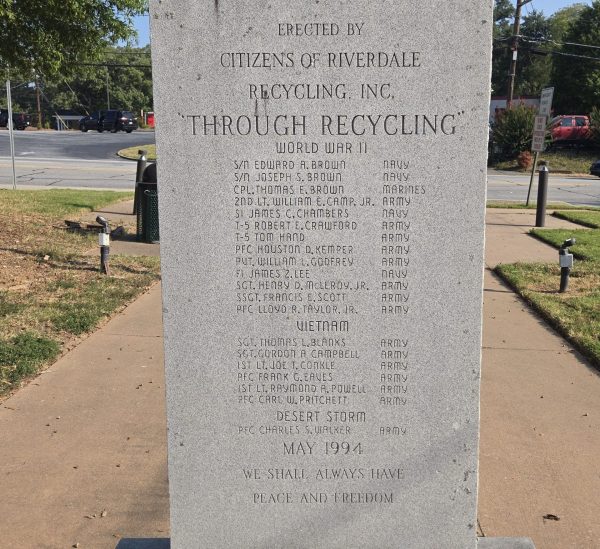 ERECTED BY
CITIZENS OF RIVERDALE
RECYCLING, INC.
"THROUGH RECYCLING"
WORLD WAR II
S/N EDWARD A. BROWN NAVY
S/N JOSEPH S. BROWN NAVY
CPL. THOMAS E. BROWN MARINES
2ND LT. WILLIAM E. CAMP, JR. ARMY
S1 JAMES C. CHAMBERS NAVY
T-5 ROBERT E. CRAWFORD ARMY
T-5 TOM HAND ARMY
PFC HOUSTON D. KEMPER ARMY
PVT. WILLIAM L. GODFREY ARMY
F1 JAMES Z. LEE NAVY
SGT. HENRY D. McLEROY, JR. ARMY
SSGT. FRANCIS E. SCOTT ARMY
PFC LLOYD R. TAYLOR, JR. ARMY
VIETNAM
SGT. THOMAS L. BLANKS ARMY
SGT. GORDON A. CAMPBELL ARMY
1ST LT. JOE T. CONKLE ARMY
PFC FRANK G. EAVES ARMY
1ST LT. RAYMOND A. POWELL ARMY
PFC CARL W. PRITCHETT ARMY
DESERT STORM
PFC CHARLES S. WALKER ARMY
MAY 1994
WE SHALL ALWAYS HAVE
PEACE AND FREEDOM